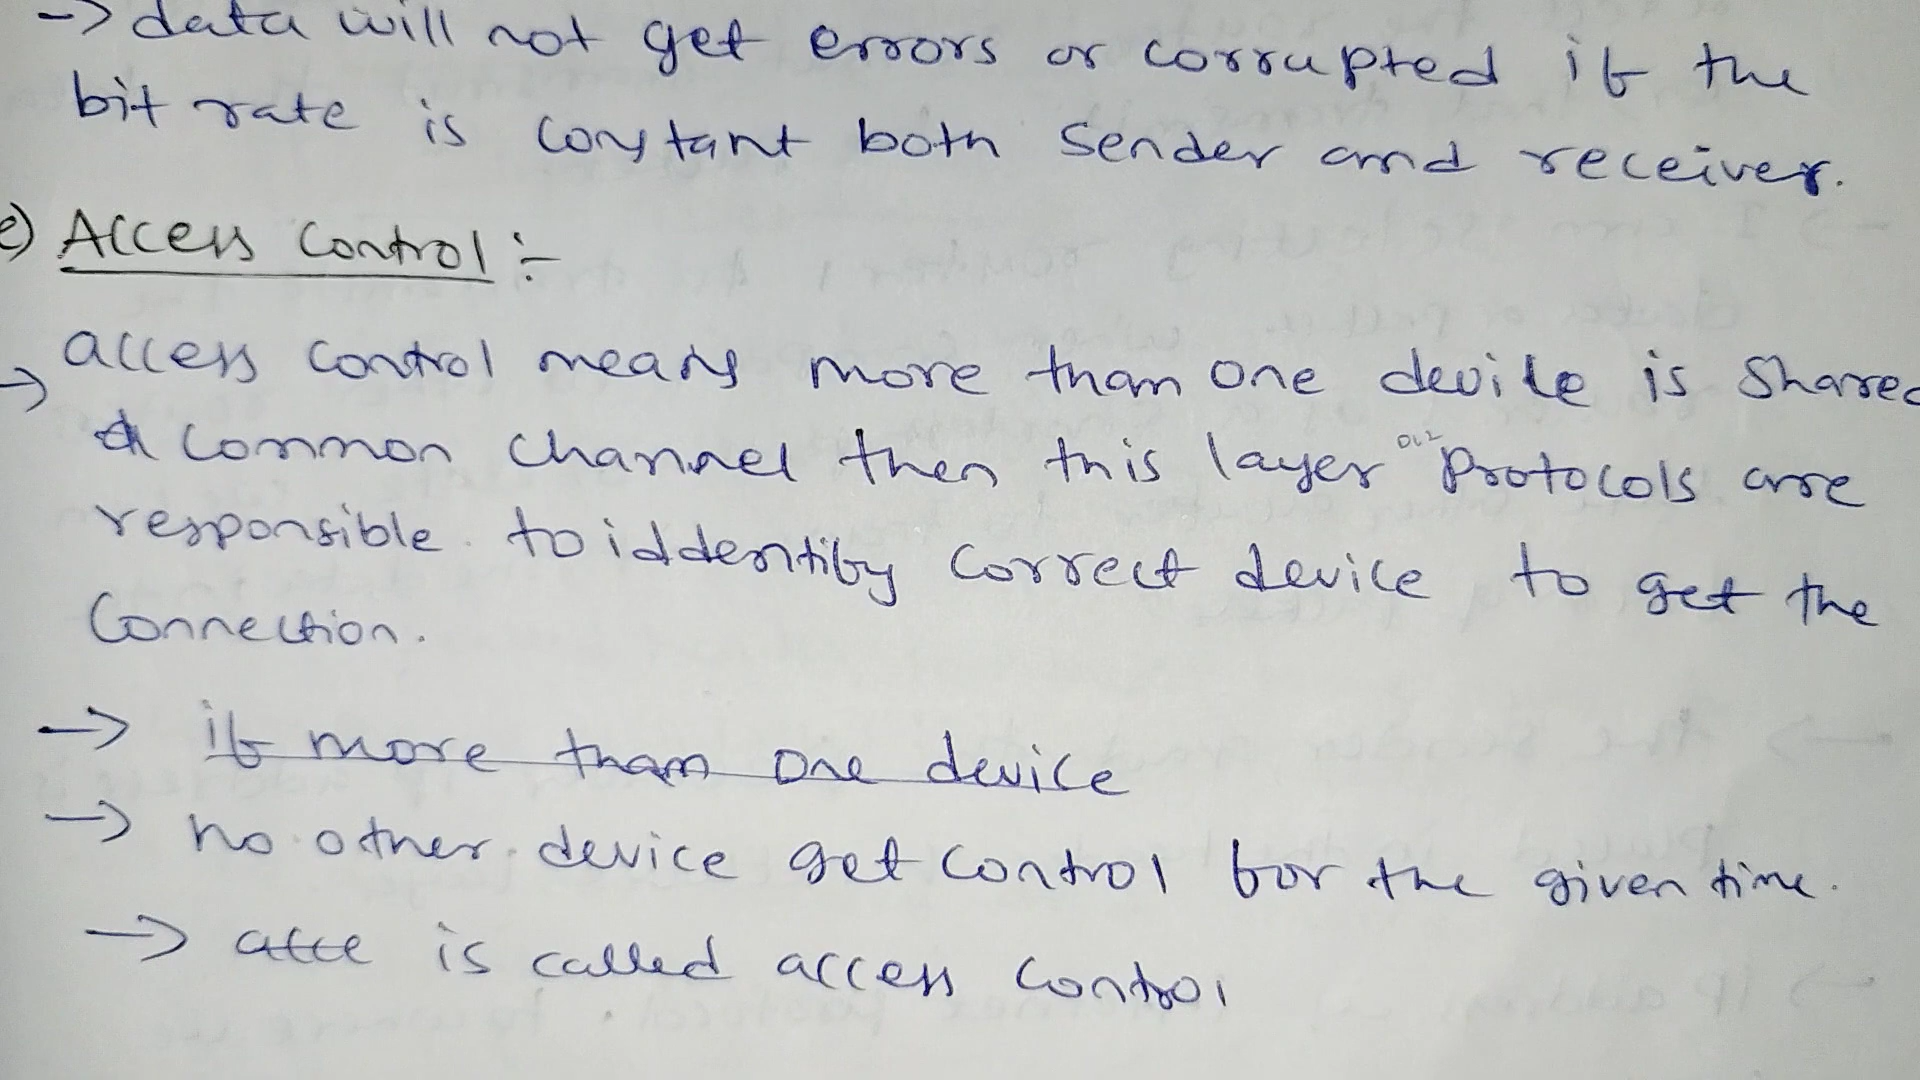 -> data will not get errors or corrupted if the
bit rate is constant both sender and receiver.
e) Access Control :-
-> access control means more than one device is shared
a common channel then this layer protocols are
responsible to iddentify correct device to get the
Connection.
-> if more than one device
-> no other device get control for the given time.
-> acce is called access control